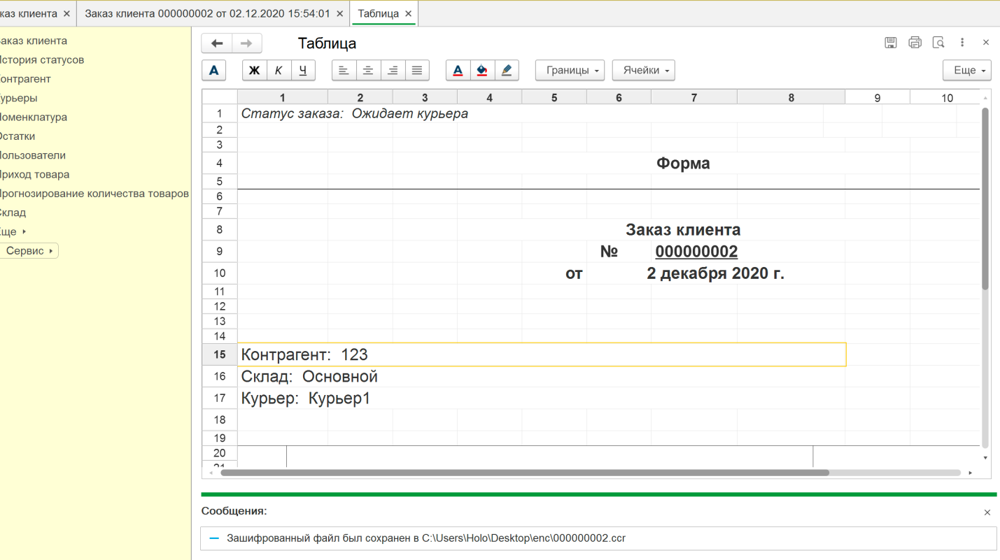 каз клиента × Заказ клиента 000000002 от 02.12.2020 15:54:01 × Таблица ×
аказ клиента
стория статусов
онтрагент
урьеры
оменклатура
Остатки
ользователи
риход товара
рогнозирование количества товаров
Склад
Еще
Сервис
Таблица
А Ж К Ч А Границы Ячейки Еще
1 2 3 4 5 6 7 8 9 10
1 Статус заказа: Ожидает курьера
2
3
4 Форма
5
6
7
8 Заказ клиента
9 № 000000002
10 от 2 декабря 2020 г.
11
12
13
14
15 Контрагент: 123
16 Склад: Основной
17 Курьер: Курьер1
18
19
20
21
Сообщения:
Зашифрованный файл был сохранен в C:\Users\Holo\Desktop\enc\000000002.ccr